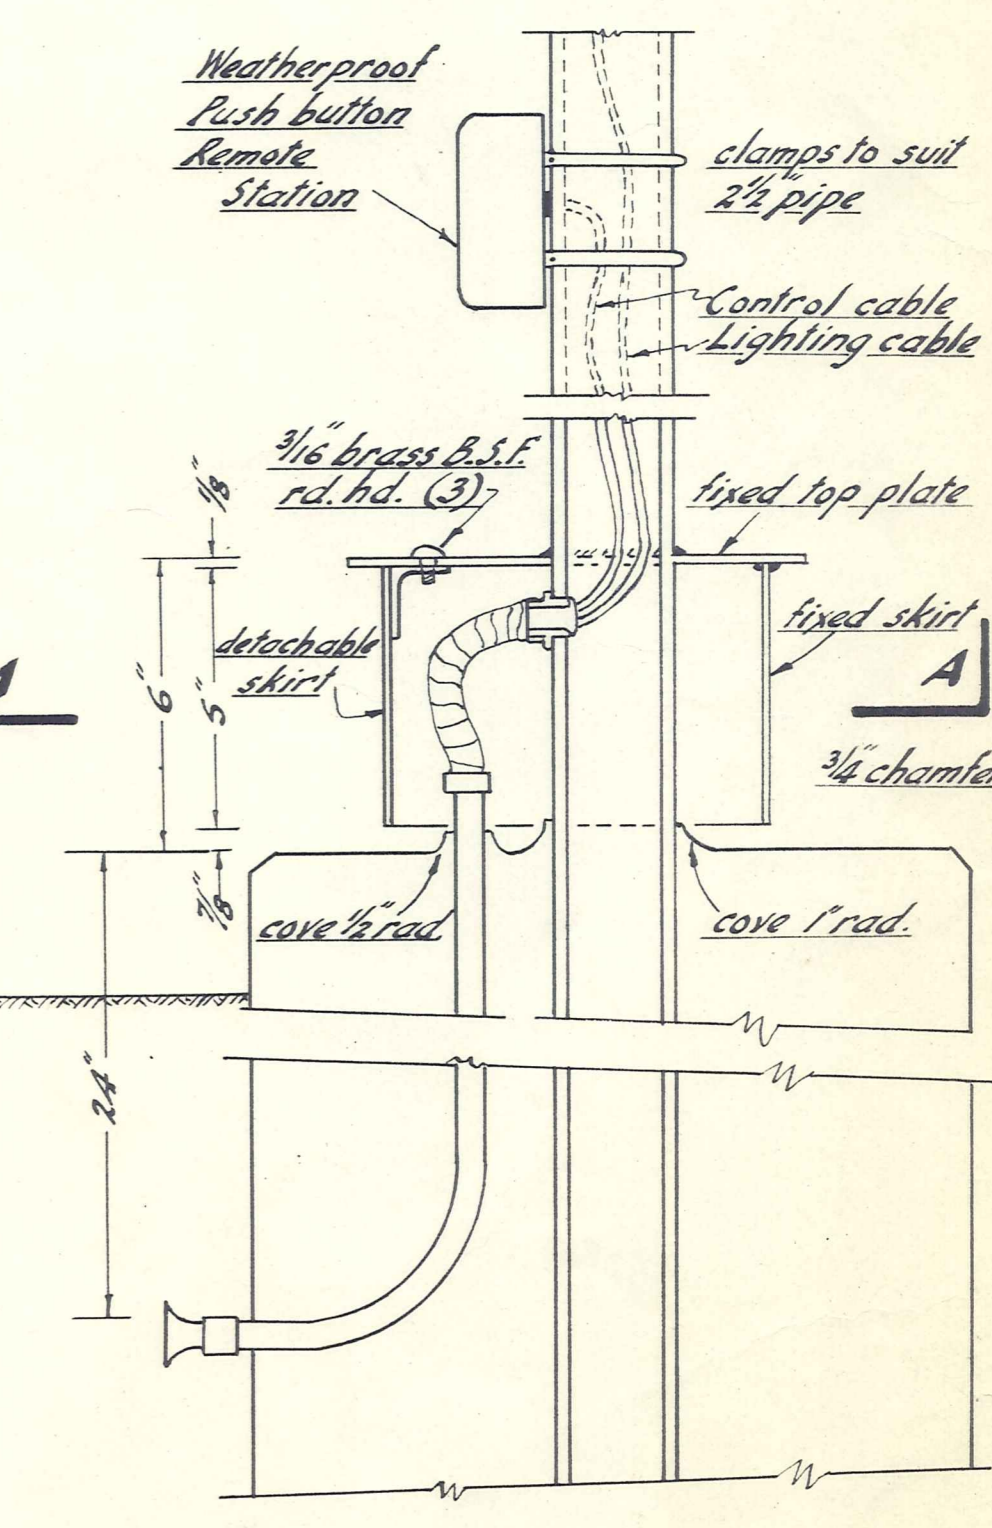 Weatherproof
Push button
Remote
Station
clamps to suit
2½" pipe
Control cable
Lighting cable
3/16" brass B.S.F.
rd. hd. (3)
fixed top plate
1/8"
detachable
skirt
fixed skirt
6"
5"
A
3/4" chamfe
7/8"
cove 1/2" rad
cove 1" rad.
24"